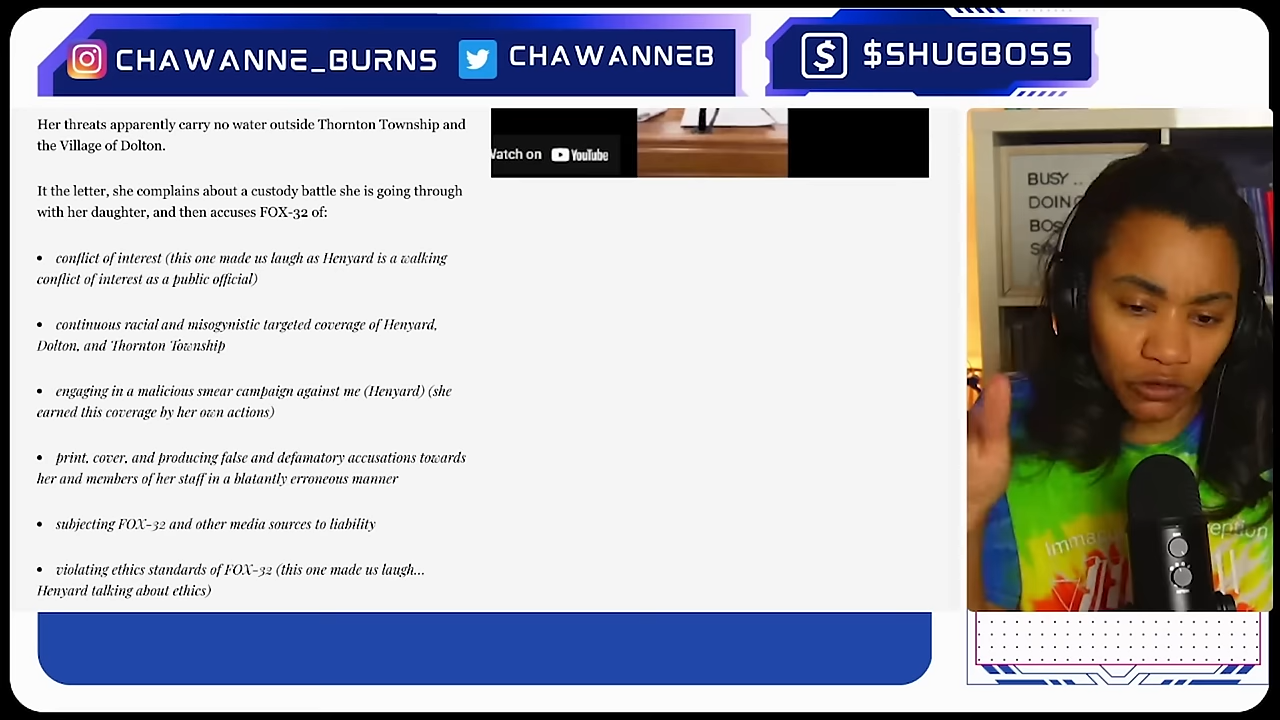 CHAWANNE_BURNS
CHAWANNEB
$SHUGBOSS
Her threats apparently carry no water outside Thornton Township and
the Village of Dolton.
It the letter, she complains about a custody battle she is going through
with her daughter, and then accuses FOX-32 of:
• conflict of interest (this one made us laugh as Henyard is a walking
conflict of interest as a public official)
• continuous racial and misogynistic targeted coverage of Henyard,
Dolton, and Thornton Township
• engaging in a malicious smear campaign against me (Henyard) (she
earned this coverage by her own actions)
• print, cover, and producing false and defamatory accusations towards
her and members of her staff in a blatantly erroneous manner
• subjecting FOX-32 and other media sources to liability
• violating ethics standards of FOX-32 (this one made us laugh...
Henyard talking about ethics)
Watch on YouTube
BUSY ..
DOING
BOS